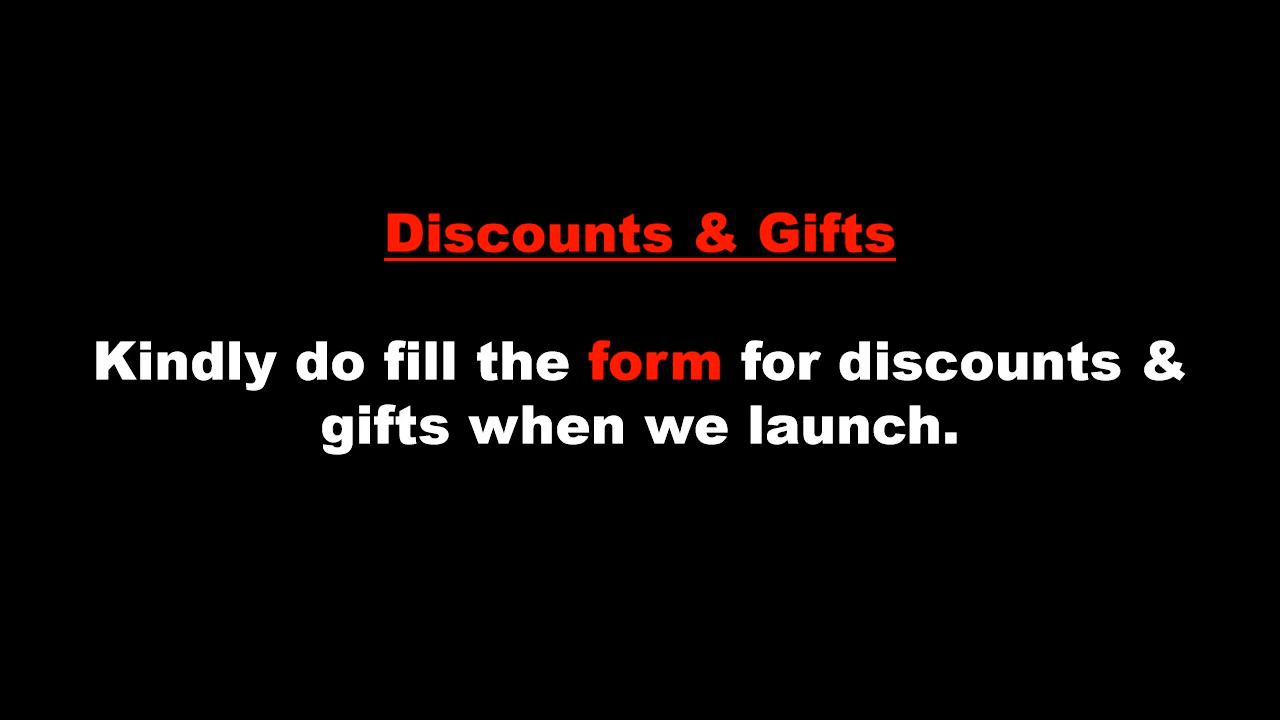 Discounts & Gifts
Kindly do fill the form for discounts &
gifts when we launch.